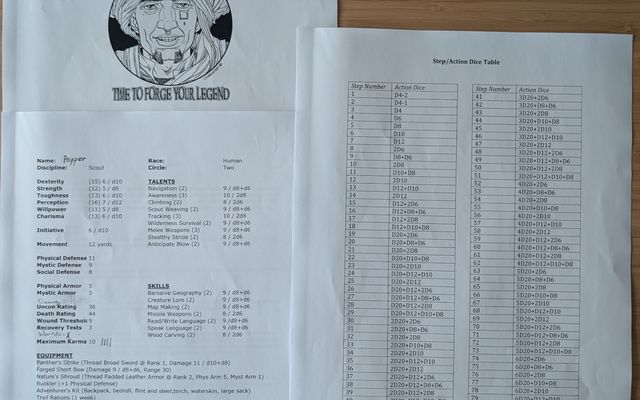 TIME TO FORGE YOUR LEGEND
Name: Popper Race: Human
Discipline: Scout Circle: Two
Dexterity (15) 6 / d10 TALENTS
Strength (12) 5 / d8 Navigation (2) 9 / d8+d6
Toughness (13) 6 / d10 Awareness (3) 10 / 2d8
Perception (16) 7 / d12 Climbing (2) 8 / 2d6
Willpower (11) 5 / d8 Scout Weaving (2) 9 / d8+d6
Charisma (13) 6 / d10 Tracking (3) 10 / 2d8
Wilderness Survival (2) 9 / d8+d6
Initiative 6 / d10 Melee Weapons (3) 9 / d8+d6
Stealthy Stride (2) 8 / 2d6
Movement 12 yards Anticipate Blow (2) 9 / d8+d6
Physical Defense 11
Mystic Defense 9
Social Defense 8
Physical Armor 5 SKILLS
Mystic Armor 3 Barsaive Geography (2) 9 / d8+d6
Creature Lore (2) 9 / d8+d6
Uncon Rating 36 Map Making (2) 9 / d8+d6
Death Rating 44 Missile Weapons (2) 8 / 2d6
Wound Threshold 9 Read/Write Language (2) 9 / d8+d6
Recovery Tests 3 Speak Language (2) 9 / d8+d6
Wood Carving (2) 8 / 2d6
Maximum Karma 10
EQUIPMENT
Panther's Strike (Thread Broad Sword @ Rank 1, Damage 11 / d10+d8)
Forged Short Bow (Damage 9 / d8+d6, Range 30)
Nature's Shroud (Thread Padded Leather Armor @ Rank 2, Phys Arm 5, Myst Arm 1)
Buckler (+1 Physical Defense)
Adventurer's Kit (Backpack, bedroll, flint and steel, torch, waterskin, large sack)
Trail Rations (1 week)
Step/Action Dice Table
Step Number Action Dice
1 D4-2
2 D4-1
3 D4
4 D6
5 D8
6 D10
7 D12
8 2D6
9 D8+D6
10 2D8
11 D10+D8
12 2D10
13 D12+D10
14 2D12
15 D12+2D6
16 D12+D8+D6
17 D12+2D8
18 D12+D10+D8
19 D20+2D6
20 D20+D8+D6
21 D20+2D8
22 D20+D10+D8
23 D20+2D10
24 D20+D12+D10
25 D20+2D12
26 D20+D12+2D6
27 D20+D12+D8+D6
28 D20+D12+2D8
29 D20+D12+D10+D8
30 2D20+2D6
31 2D20+D8+D6
32 2D20+2D8
33 2D20+D10+D8
34 2D20+2D10
35 2D20+D12+D10
36 2D20+2D12
37 2D20+D12+2D6
38 2D20+D12+D8+D6
39 2D20+D12+2D8
Step Number Action Dice
41 3D20+2D6
42 3D20+D8+D6
43 3D20+2D8
44 3D20+D10+D8
45 3D20+2D10
46 3D20+D12+D10
47 3D20+2D12
48 3D20+D12+2D6
49 3D20+D12+D8+D6
50 3D20+D12+2D8
51 3D20+D12+D10+D8
52 4D20+2D6
53 4D20+D8+D6
54 4D20+2D8
55 4D20+D10+D8
56 4D20+2D10
57 4D20+D12+D10
58 4D20+2D12
59 4D20+D12+2D6
60 4D20+D12+D8+D6
61 4D20+D12+2D8
62 4D20+D12+D10+D8
63 5D20+2D6
64 5D20+D8+D6
65 5D20+2D8
66 5D20+D10+D8
67 5D20+2D10
68 5D20+D12+D10
69 5D20+2D12
70 5D20+D12+2D6
71 5D20+D12+D8+D6
72 5D20+D12+2D8
73 5D20+D12+D10+D8
74 6D20+2D6
75 6D20+D8+D6
76 6D20+2D8
77 6D20+D10+D8
78 6D20+2D10
79 6D20+D12+D10